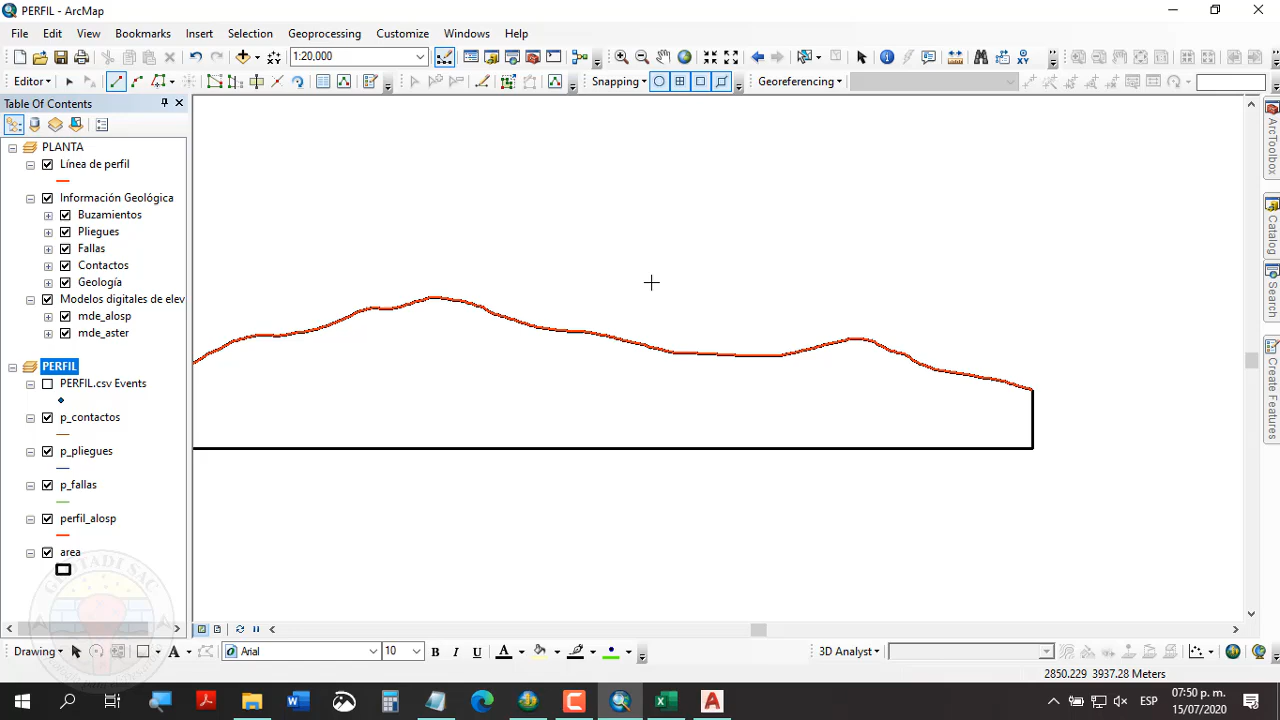 PERFIL - ArcMap
File Edit View Bookmarks Insert Selection Geoprocessing Customize Windows Help
1:20,000
Editor Snapping Georeferencing
Table Of Contents
PLANTA
Línea de perfil
Información Geológica
Buzamientos
Pliegues
Fallas
Contactos
Geología
Modelos digitales de elev
mde_alosp
mde_aster
PERFIL
PERFIL.csv Events
p_contactos
p_pliegues
p_fallas
perfil_alosp
area
ArcToolbox
Catalog
Search
Create Features
Drawing A Arial 10 B I U A 3D Analyst
2850.229 3937.28 Meters
ESP
07:50 p. m.
15/07/2020